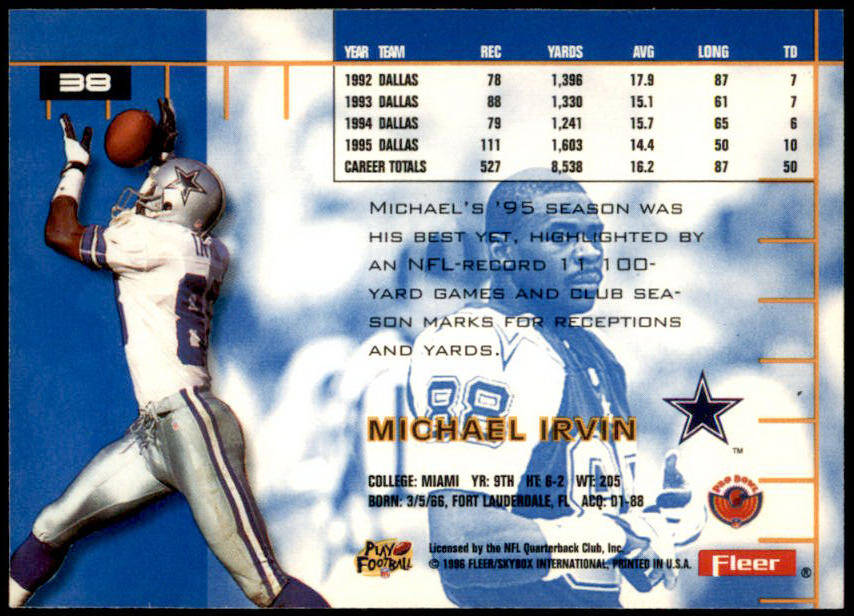 38
YEAR TEAM REC YARDS AVG LONG TD
1992 DALLAS 78 1,396 17.9 87 7
1993 DALLAS 88 1,330 15.1 61 7
1994 DALLAS 79 1,241 15.7 65 6
1995 DALLAS 111 1,603 14.4 50 10
CAREER TOTALS 527 8,538 16.2 87 50
MICHAEL'S '95 SEASON WAS
HIS BEST YET, HIGHLIGHTED BY
AN NFL-RECORD 11 100-
YARD GAMES AND CLUB SEA-
SON MARKS FOR RECEPTIONS
AND YARDS.
88
MICHAEL IRVIN
TM
COLLEGE: MIAMI YR: 9TH HT: 6-2 WT: 205
BORN: 3/5/66, FORT LAUDERDALE, FL ACQ: D1-88
PRO BOWL
PLAY
FOOTBALL
Licensed by the NFL Quarterback Club, Inc.
© 1996 FLEER/SKYBOX INTERNATIONAL, PRINTED IN U.S.A.
Fleer ®